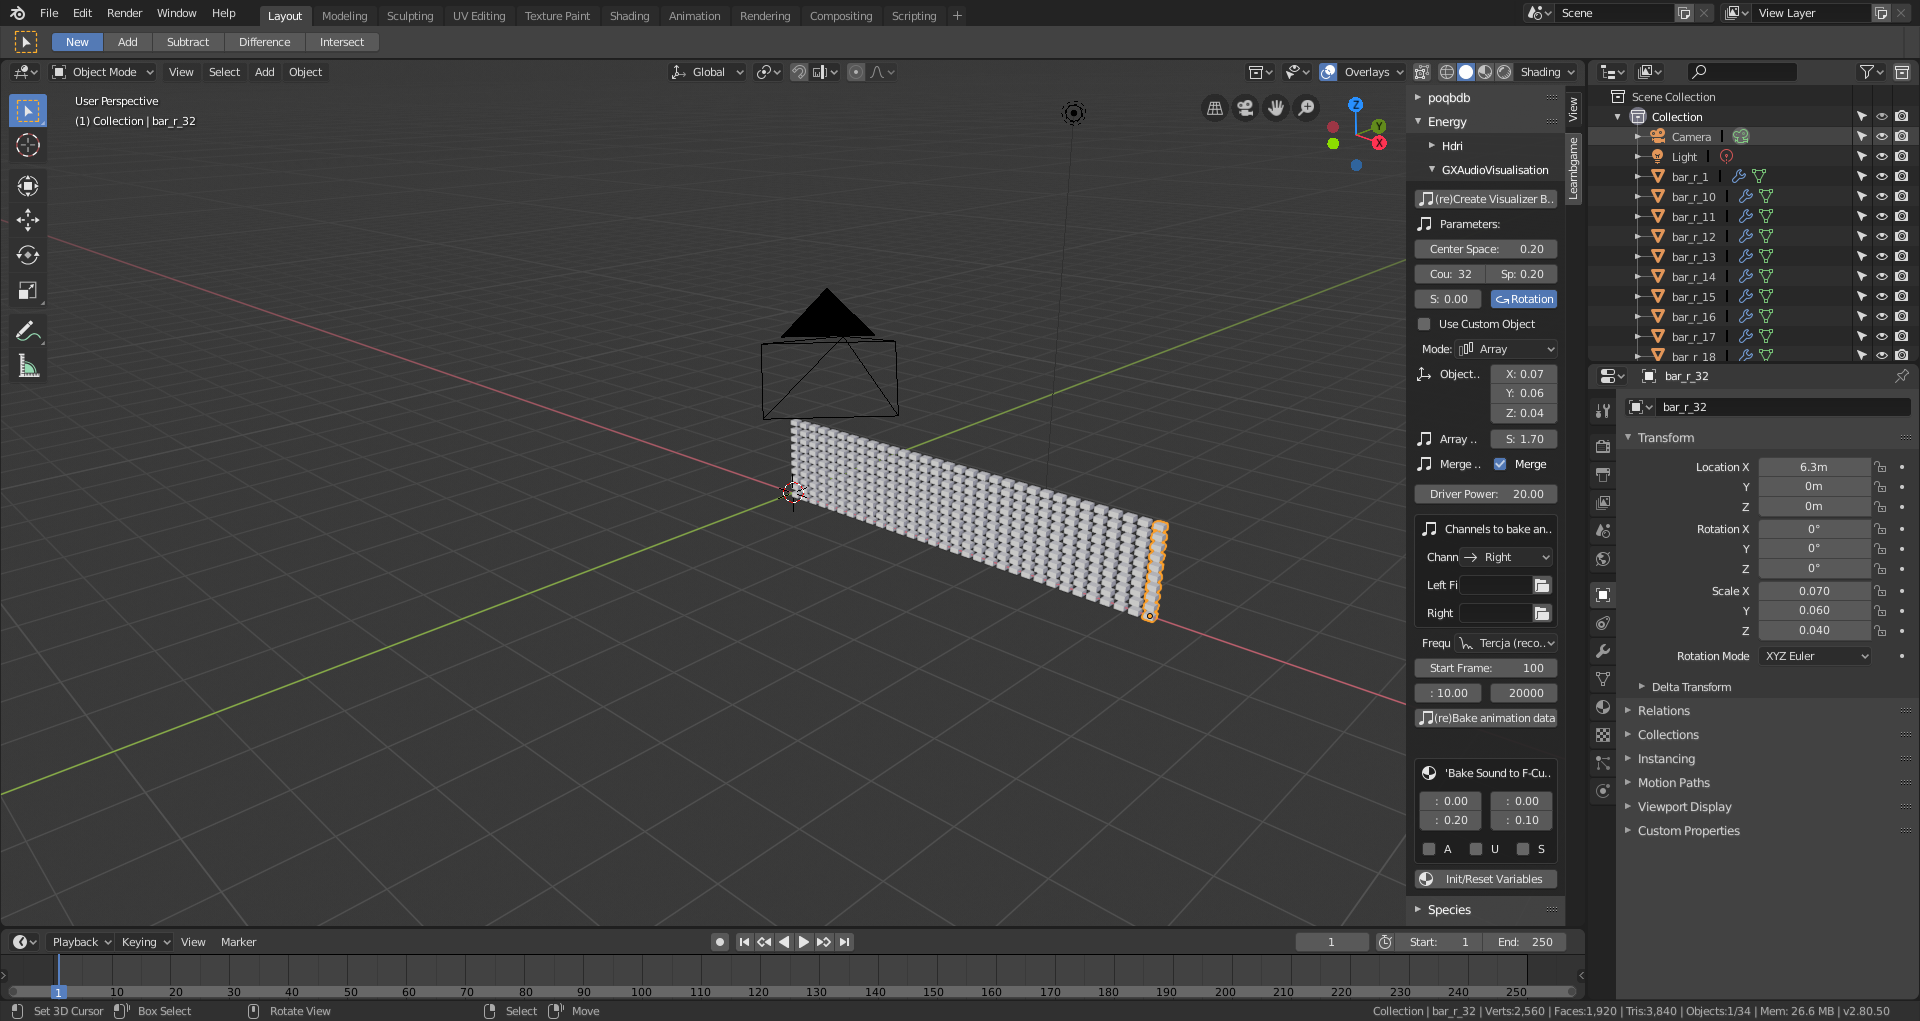 File Edit Render Window Help Layout Modeling Sculpting UV Editing Texture Paint Shading Animation Rendering Compositing Scripting + Scene View Layer
New Add Subtract Difference Intersect
Object Mode View Select Add Object Global Overlays Shading
User Perspective
(1) Collection | bar_r_32
Z
Y
X
poqbdb
Energy
Hdri
GXAudioVisualisation
(re)Create Visualizer B..
Parameters:
Center Space: 0.20
Cou: 32 Sp: 0.20
S: 0.00 Rotation
Use Custom Object
Mode: Array
Object.. X: 0.07
Y: 0.06
Z: 0.04
Array .. S: 1.70
Merge .. Merge
Driver Power: 20.00
Channels to bake an..
Chann Right
Left Fi
Right
Frequ Tercja (reco..
Start Frame: 100
: 10.00 20000
(re)Bake animation data
'Bake Sound to F-Cu..
: 0.00 : 0.00
: 0.20 : 0.10
A U S
Init/Reset Variables
Species
View
Learnbgame
Scene Collection
Collection
Camera
Light
bar_r_1
bar_r_10
bar_r_11
bar_r_12
bar_r_13
bar_r_14
bar_r_15
bar_r_16
bar_r_17
bar_r_18
bar_r_32
bar_r_32
Transform
Location X 6.3m
Y 0m
Z 0m
Rotation X 0°
Y 0°
Z 0°
Scale X 0.070
Y 0.060
Z 0.040
Rotation Mode XYZ Euler
Delta Transform
Relations
Collections
Instancing
Motion Paths
Viewport Display
Custom Properties
Playback Keying View Marker 1 Start: 1 End: 250
1 10 20 30 40 50 60 70 80 90 100 110 120 130 140 150 160 170 180 190 200 210 220 230 240 250
Set 3D Cursor Box Select Rotate View Select Move Collection | bar_r_32 | Verts:2,560 | Faces:1,920 | Tris:3,840 | Objects:1/34 | Mem: 26.6 MB | v2.80.50